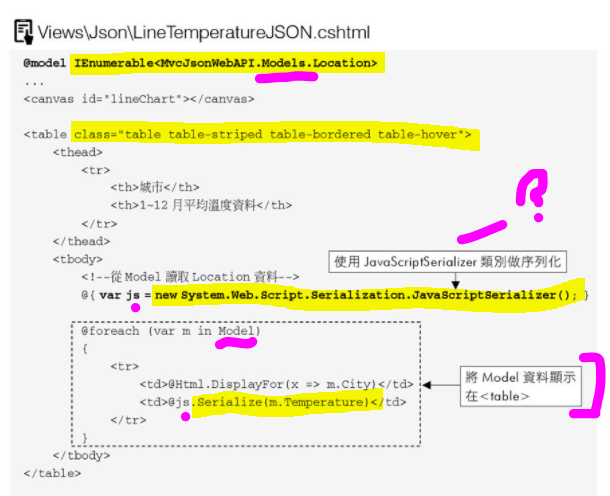 Views\Json\LineTemperatureJSON.cshtml
@model IEnumerable<MvcJsonWebAPI.Models.Location>
...
<canvas id="lineChart"></canvas>
<table class="table table-striped table-bordered table-hover">
<thead>
<tr>
<th>城市</th>
<th>1~12 月平均溫度資料</th>
</tr>
</thead>
<tbody>
使用 JavaScriptSerializer 類別做序列化
<!--從 Model 讀取 Location 資料-->
@{ var js = new System.Web.Script.Serialization.JavaScriptSerializer(); }
@foreach (var m in Model)
{
<tr>
<td>@Html.DisplayFor(x => m.City)</td>
<td>@js.Serialize(m.Temperature)</td>
</tr>
}
將 Model 資料顯示
在<table>
</tbody>
</table>
?